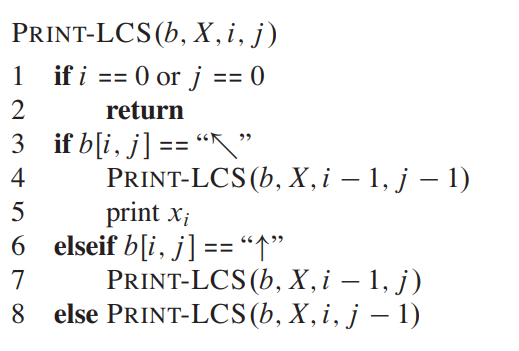 PRINT-LCS(b, X, i, j)
1 if i == 0 or j == 0
2 return
3 if b[i, j] == “↖”
4 PRINT-LCS(b, X, i − 1, j − 1)
5 print xᵢ
6 elseif b[i, j] == “↑”
7 PRINT-LCS(b, X, i − 1, j)
8 else PRINT-LCS(b, X, i, j − 1)